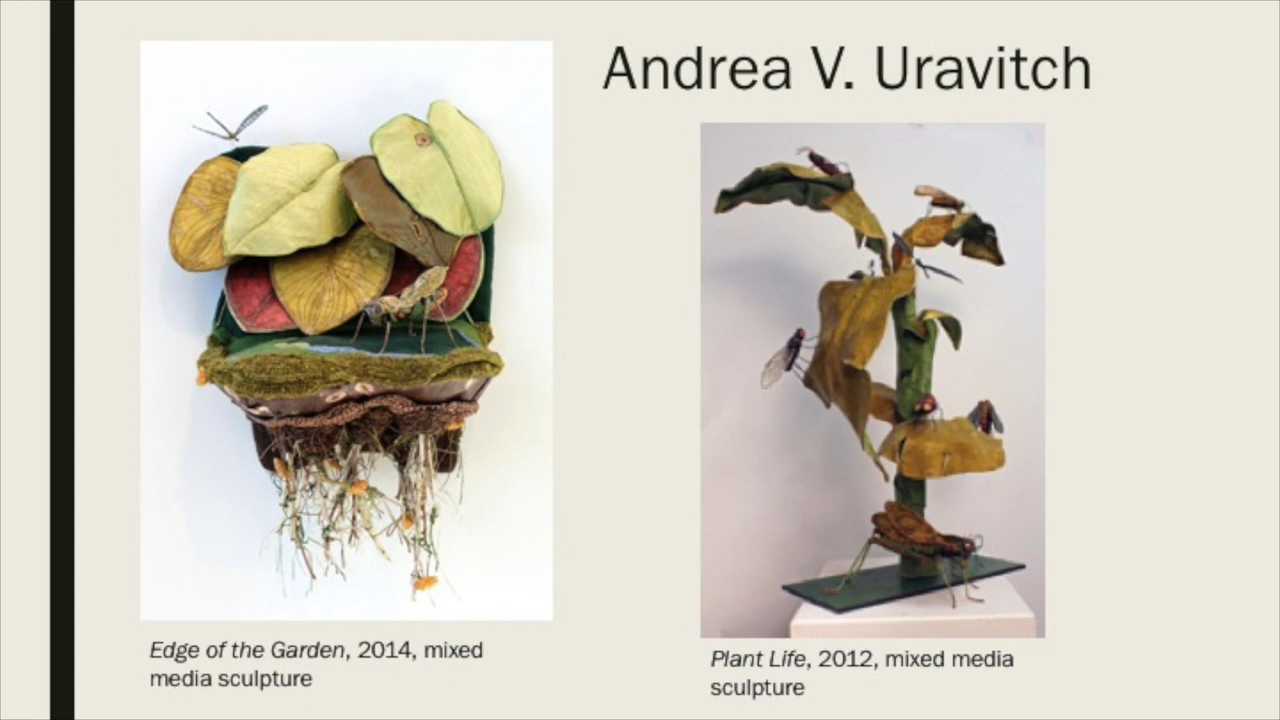 Andrea V. Uravitch
Edge of the Garden, 2014, mixed
media sculpture
Plant Life, 2012, mixed media
sculpture